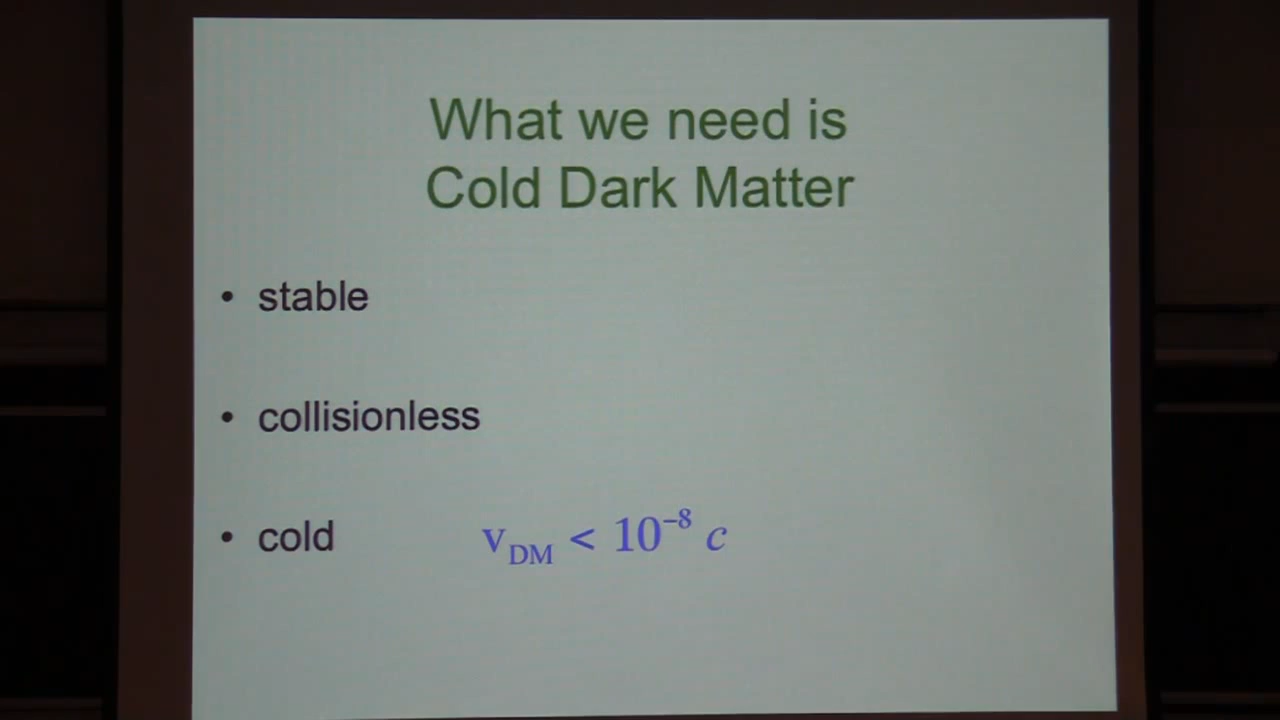 What we need is
Cold Dark Matter
• stable
• collisionless
• cold v_DM < 10⁻⁸ c